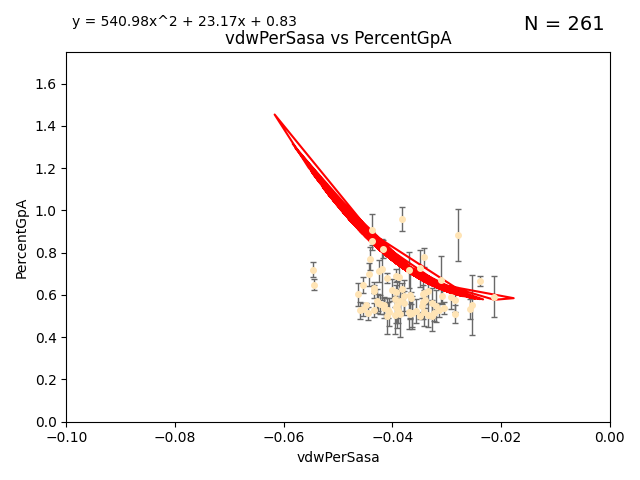 y = 540.98x^2 + 23.17x + 0.83
N = 261
vdwPerSasa vs PercentGpA
PercentGpA
1.6
1.4
1.2
1.0
0.8
0.6
0.4
0.2
0.0
−0.10 −0.08 −0.06 −0.04 −0.02 0.00
vdwPerSasa